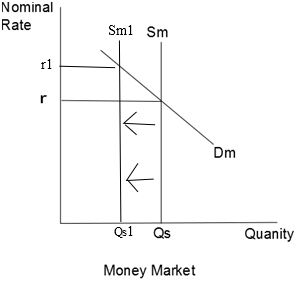 Nominal
Rate
Sm1 Sm
r1
r
Dm
Qs1 Qs Quanity
Money Market